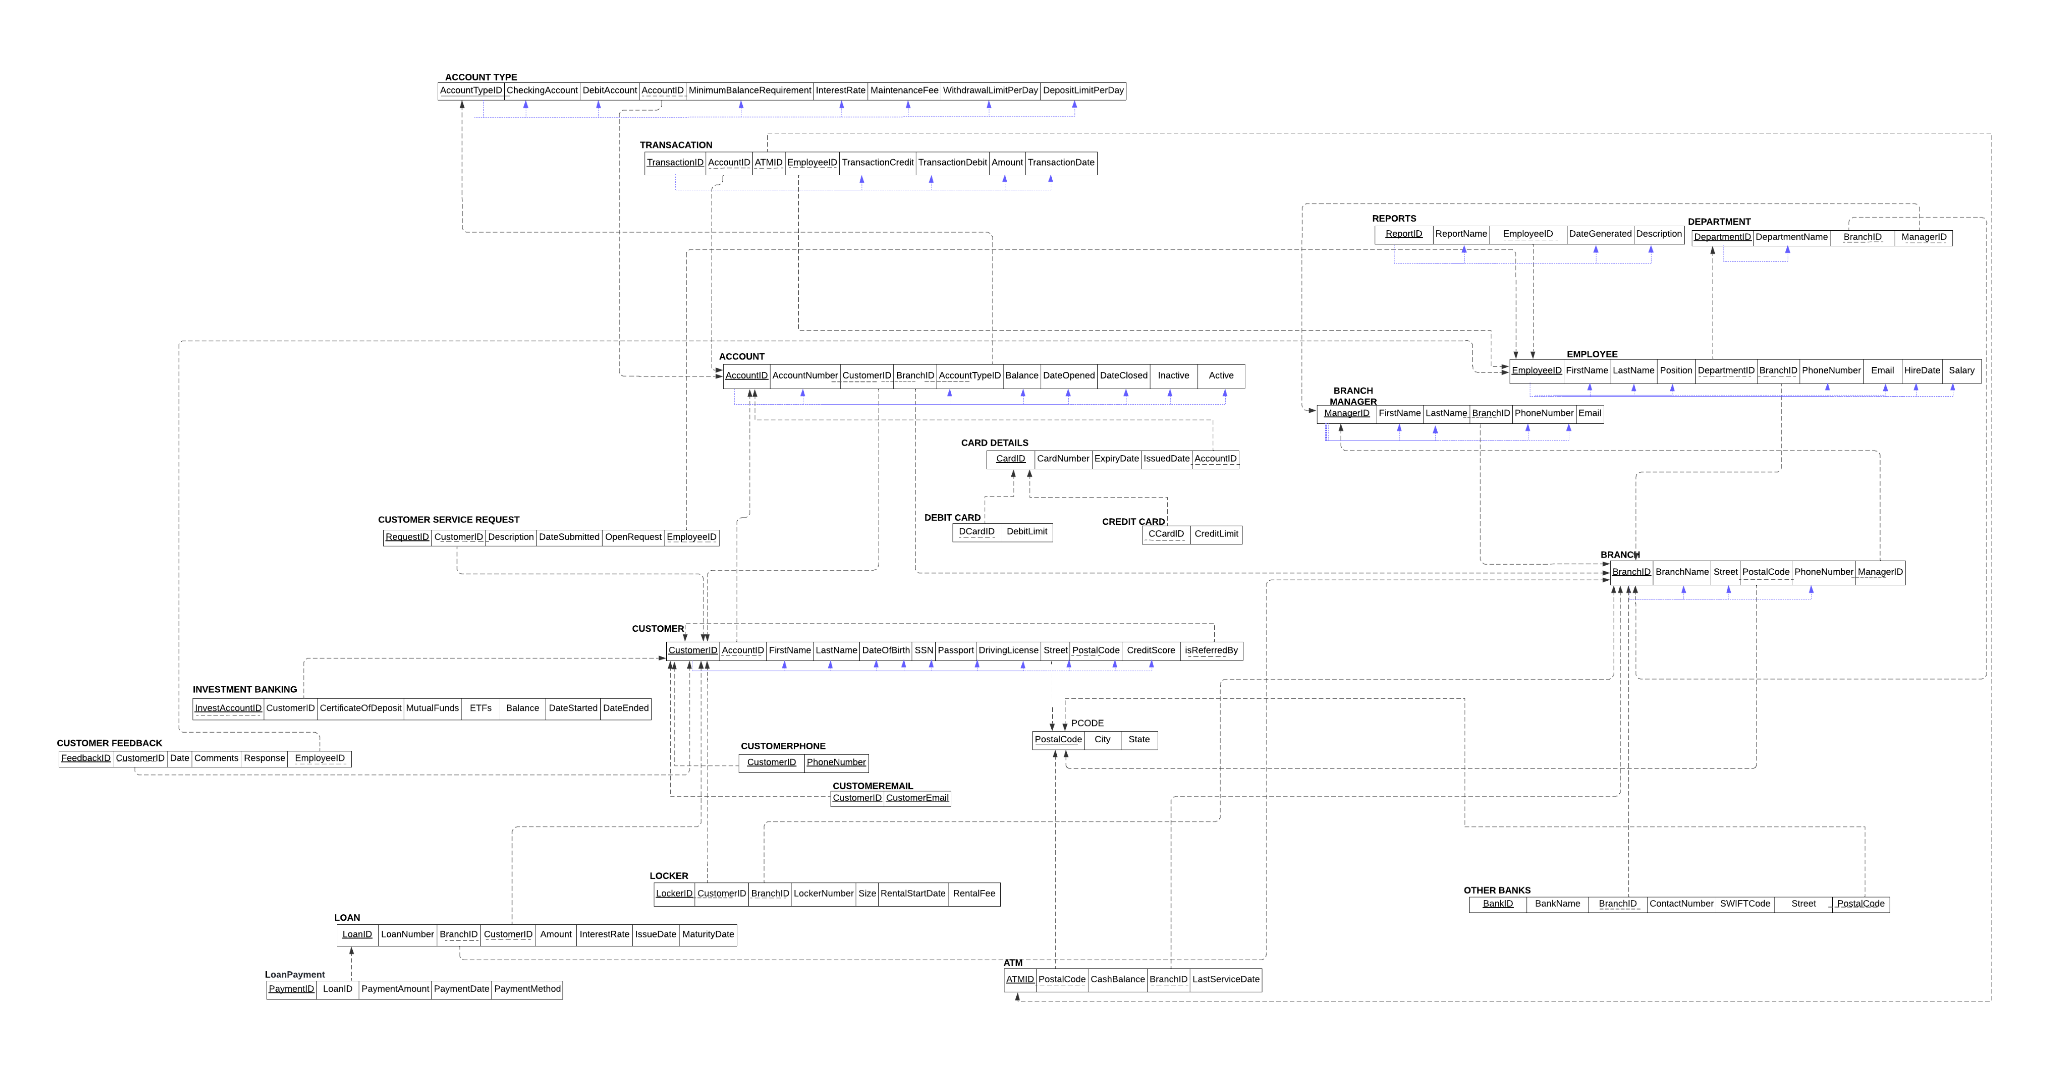 ACCOUNT TYPE
AccountTypeID CheckingAccount DebitAccount AccountID MinimumBalanceRequirement InterestRate MaintenanceFee WithdrawalLimitPerDay DepositLimitPerDay
TRANSACATION
TransactionID AccountID ATMID EmployeeID TransactionCredit TransactionDebit Amount TransactionDate
REPORTS
ReportID ReportName EmployeeID DateGenerated Description
DEPARTMENT
DepartmentID DepartmentName BranchID ManagerID
ACCOUNT
AccountID AccountNumber CustomerID BranchID AccountTypeID Balance DateOpened DateClosed Inactive Active
EMPLOYEE
EmployeeID FirstName LastName Position DepartmentID BranchID PhoneNumber Email HireDate Salary
BRANCH
MANAGER
ManagerID FirstName LastName BranchID PhoneNumber Email
CARD DETAILS
CardID CardNumber ExpiryDate IssuedDate AccountID
DEBIT CARD
DCardID DebitLimit
CREDIT CARD
CCardID CreditLimit
CUSTOMER SERVICE REQUEST
RequestID CustomerID Description DateSubmitted OpenRequest EmployeeID
BRANCH
BranchID BranchName Street PostalCode PhoneNumber ManagerID
CUSTOMER
CustomerID AccountID FirstName LastName DateOfBirth SSN Passport DrivingLicense Street PostalCode CreditScore isReferredBy
INVESTMENT BANKING
InvestAccountID CustomerID CertificateOfDeposit MutualFunds ETFs Balance DateStarted DateEnded
PCODE
PostalCode City State
CUSTOMER FEEDBACK
FeedbackID CustomerID Date Comments Response EmployeeID
CUSTOMERPHONE
CustomerID PhoneNumber
CUSTOMEREMAIL
CustomerID CustomerEmail
LOCKER
LockerID CustomerID BranchID LockerNumber Size RentalStartDate RentalFee
OTHER BANKS
BankID BankName BranchID ContactNumber SWIFTCode Street PostalCode
LOAN
LoanID LoanNumber BranchID CustomerID Amount InterestRate IssueDate MaturityDate
LoanPayment
PaymentID LoanID PaymentAmount PaymentDate PaymentMethod
ATM
ATMID PostalCode CashBalance BranchID LastServiceDate